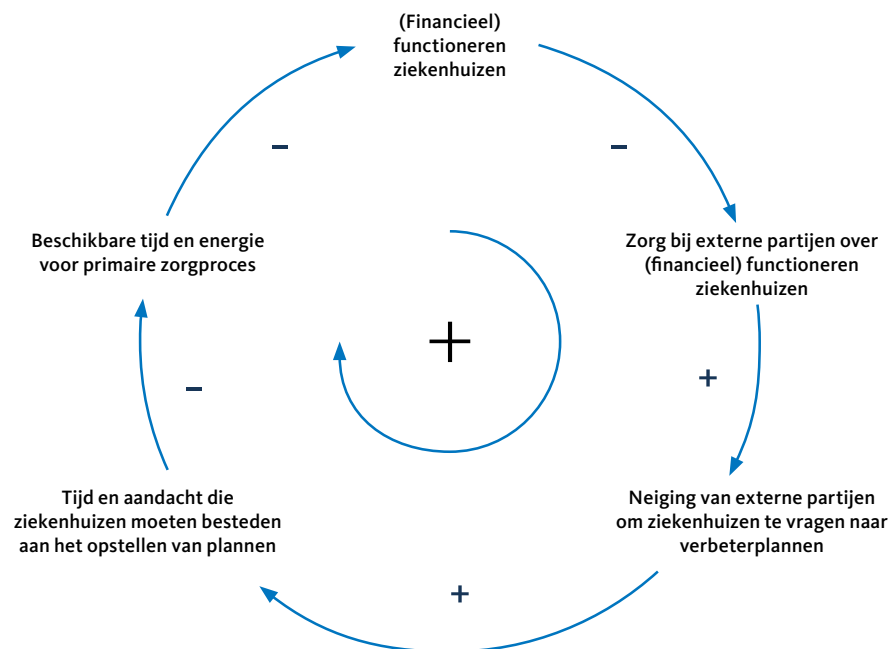 (Financieel)
functioneren
ziekenhuizen
–
–
Beschikbare tijd en energie
voor primaire zorgproces
Zorg bij externe partijen over
(financieel) functioneren
ziekenhuizen
+
+
–
Tijd en aandacht die
ziekenhuizen moeten besteden
aan het opstellen van plannen
Neiging van externe partijen
om ziekenhuizen te vragen naar
verbeterplannen
+